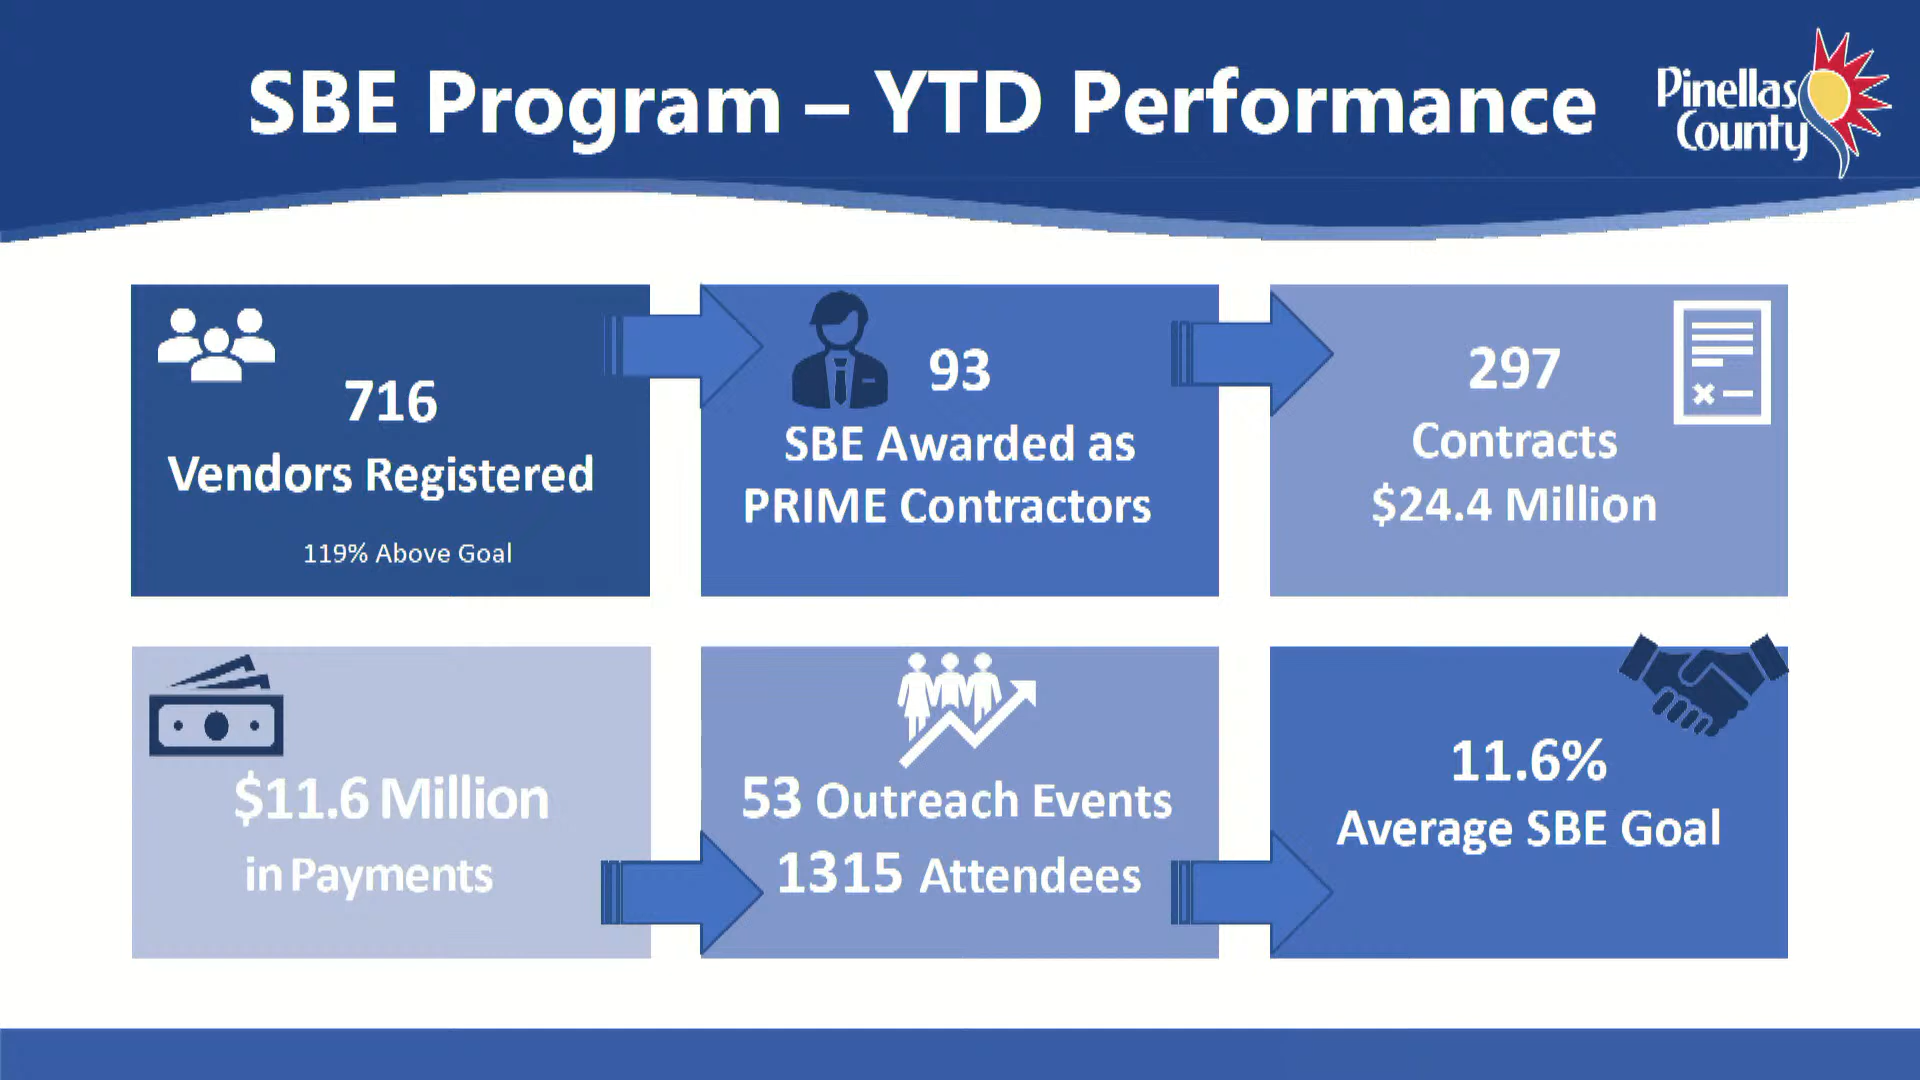 SBE Program – YTD Performance
Pinellas
County
716
Vendors Registered
119% Above Goal
93
SBE Awarded as
PRIME Contractors
297
Contracts
$24.4 Million
$11.6 Million
in Payments
53 Outreach Events
1315 Attendees
11.6%
Average SBE Goal